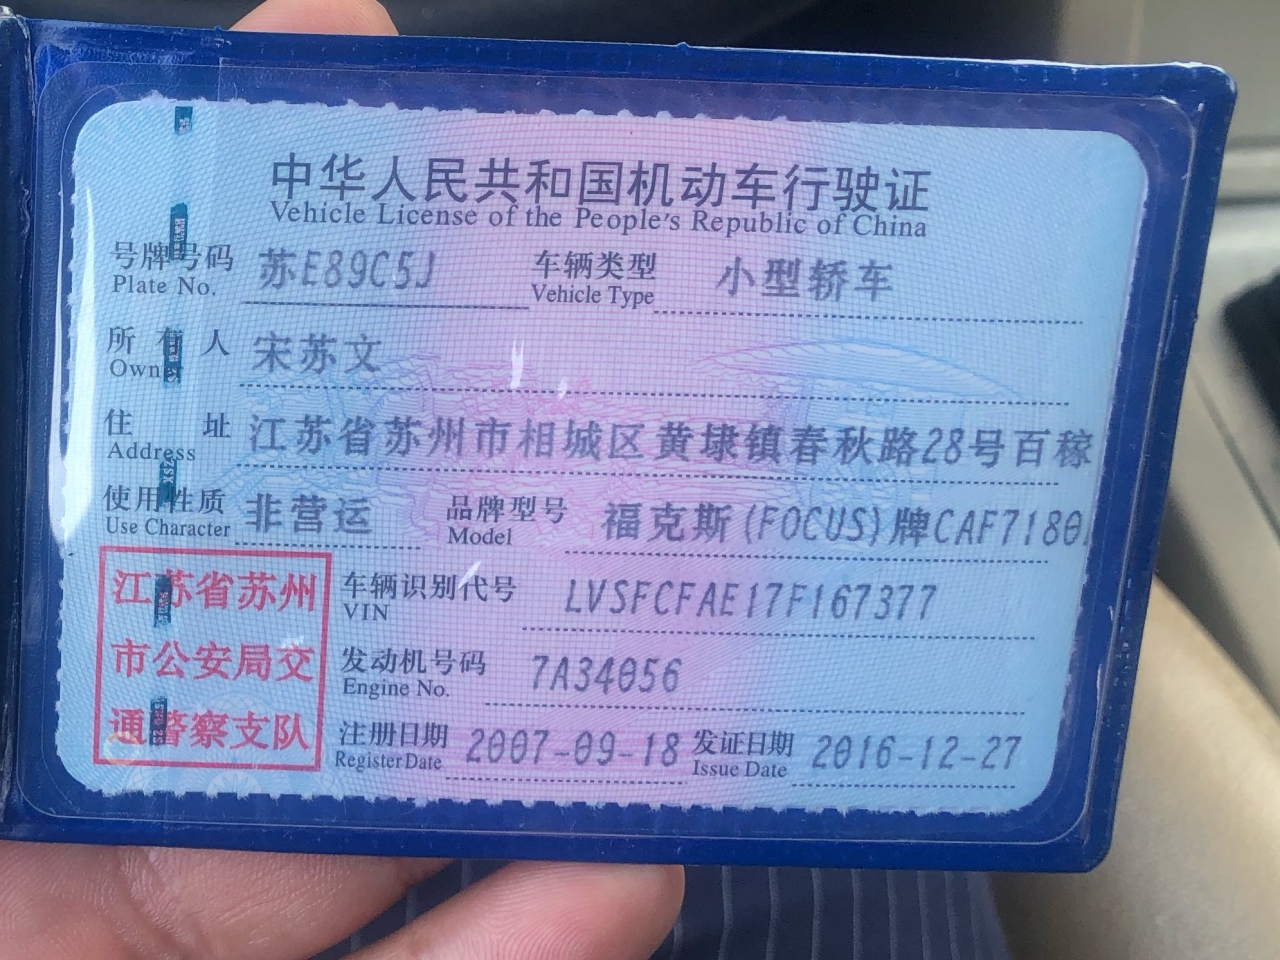 中华人民共和国机动车行驶证
Vehicle License of the People's Republic of China
号牌号码 苏E89C5J 车辆类型 小型轿车
Plate No. Vehicle Type
所有人 宋苏文
Owner
住址 江苏省苏州市相城区黄埭镇春秋路28号百稼
Address
使用性质 非营运 品牌型号 福克斯(FOCUS)牌CAF7180
Use Character Model
江苏省苏州
市公安局交
通警察支队
车辆识别代号 LVSFCFAE17F167377
VIN
发动机号码 7A34056
Engine No.
注册日期 2007-09-18 发证日期 2016-12-27
Register Date Issue Date